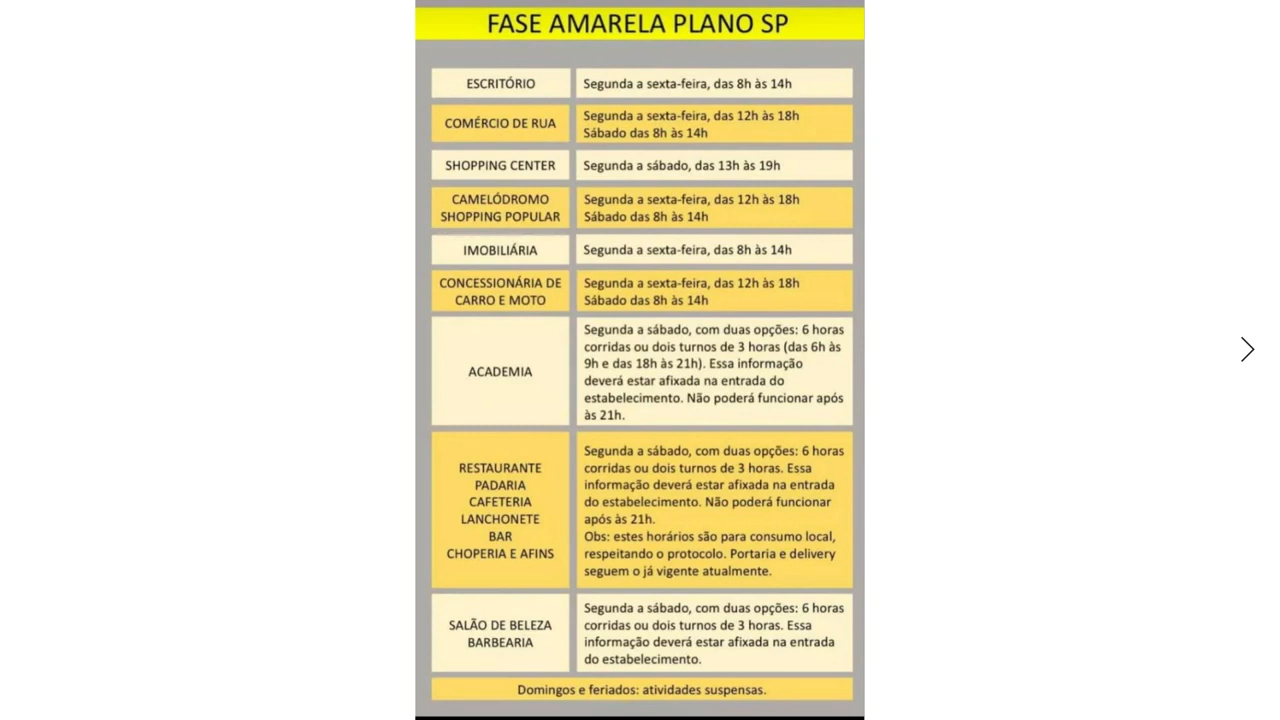 FASE AMARELA PLANO SP
ESCRITÓRIO
Segunda a sexta-feira, das 8h às 14h
COMÉRCIO DE RUA
Segunda a sexta-feira, das 12h às 18h
Sábado das 8h às 14h
SHOPPING CENTER
Segunda a sábado, das 13h às 19h
CAMELÓDROMO
SHOPPING POPULAR
Segunda a sexta-feira, das 12h às 18h
Sábado das 8h às 14h
IMOBILIÁRIA
Segunda a sexta-feira, das 8h às 14h
CONCESSIONÁRIA DE
CARRO E MOTO
Segunda a sexta-feira, das 12h às 18h
Sábado das 8h às 14h
ACADEMIA
Segunda a sábado, com duas opções: 6 horas
corridas ou dois turnos de 3 horas (das 6h às
9h e das 18h às 21h). Essa informação
deverá estar afixada na entrada do
estabelecimento. Não poderá funcionar após
às 21h.
RESTAURANTE
PADARIA
CAFETERIA
LANCHONETE
BAR
CHOPERIA E AFINS
Segunda a sábado, com duas opções: 6 horas
corridas ou dois turnos de 3 horas. Essa
informação deverá estar afixada na entrada
do estabelecimento. Não poderá funcionar
após às 21h.
Obs: estes horários são para consumo local,
respeitando o protocolo. Portaria e delivery
seguem o já vigente atualmente.
SALÃO DE BELEZA
BARBEARIA
Segunda a sábado, com duas opções: 6 horas
corridas ou dois turnos de 3 horas. Essa
informação deverá estar afixada na entrada
do estabelecimento.
Domingos e feriados: atividades suspensas.